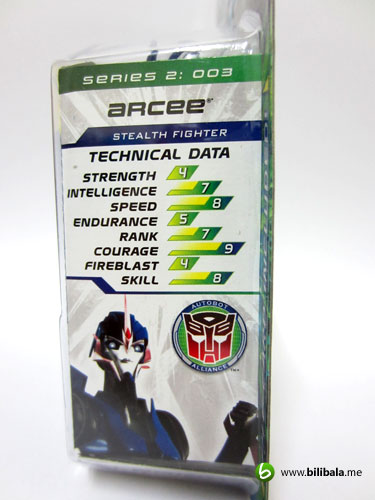 SERIES 2: 003
ARCEE®
STEALTH FIGHTER
TECHNICAL DATA
STRENGTH 4
INTELLIGENCE 7
SPEED 8
ENDURANCE 5
RANK 7
COURAGE 9
FIREBLAST 4
SKILL 8
AUTOBOT
ALLIANCE
TM
www.bilibala.me